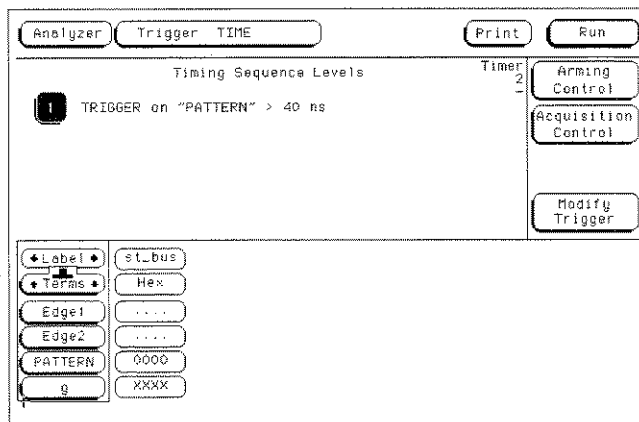 Analyzer Trigger TIME Print Run
Timing Sequence Levels
Timer
2
-
Arming
Control
1 TRIGGER on "PATTERN" > 40 ns
Acquisition
Control
Modify
Trigger
Label st_bus
Terms Hex
Edge1 ....
Edge2 ....
PATTERN 0000
g XXXX